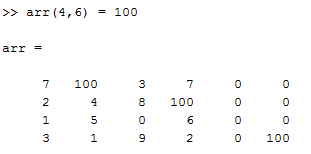 >> arr(4,6) = 100
arr =
7 100 3 7 0 0
2 4 8 100 0 0
1 5 0 6 0 0
3 1 9 2 0 100